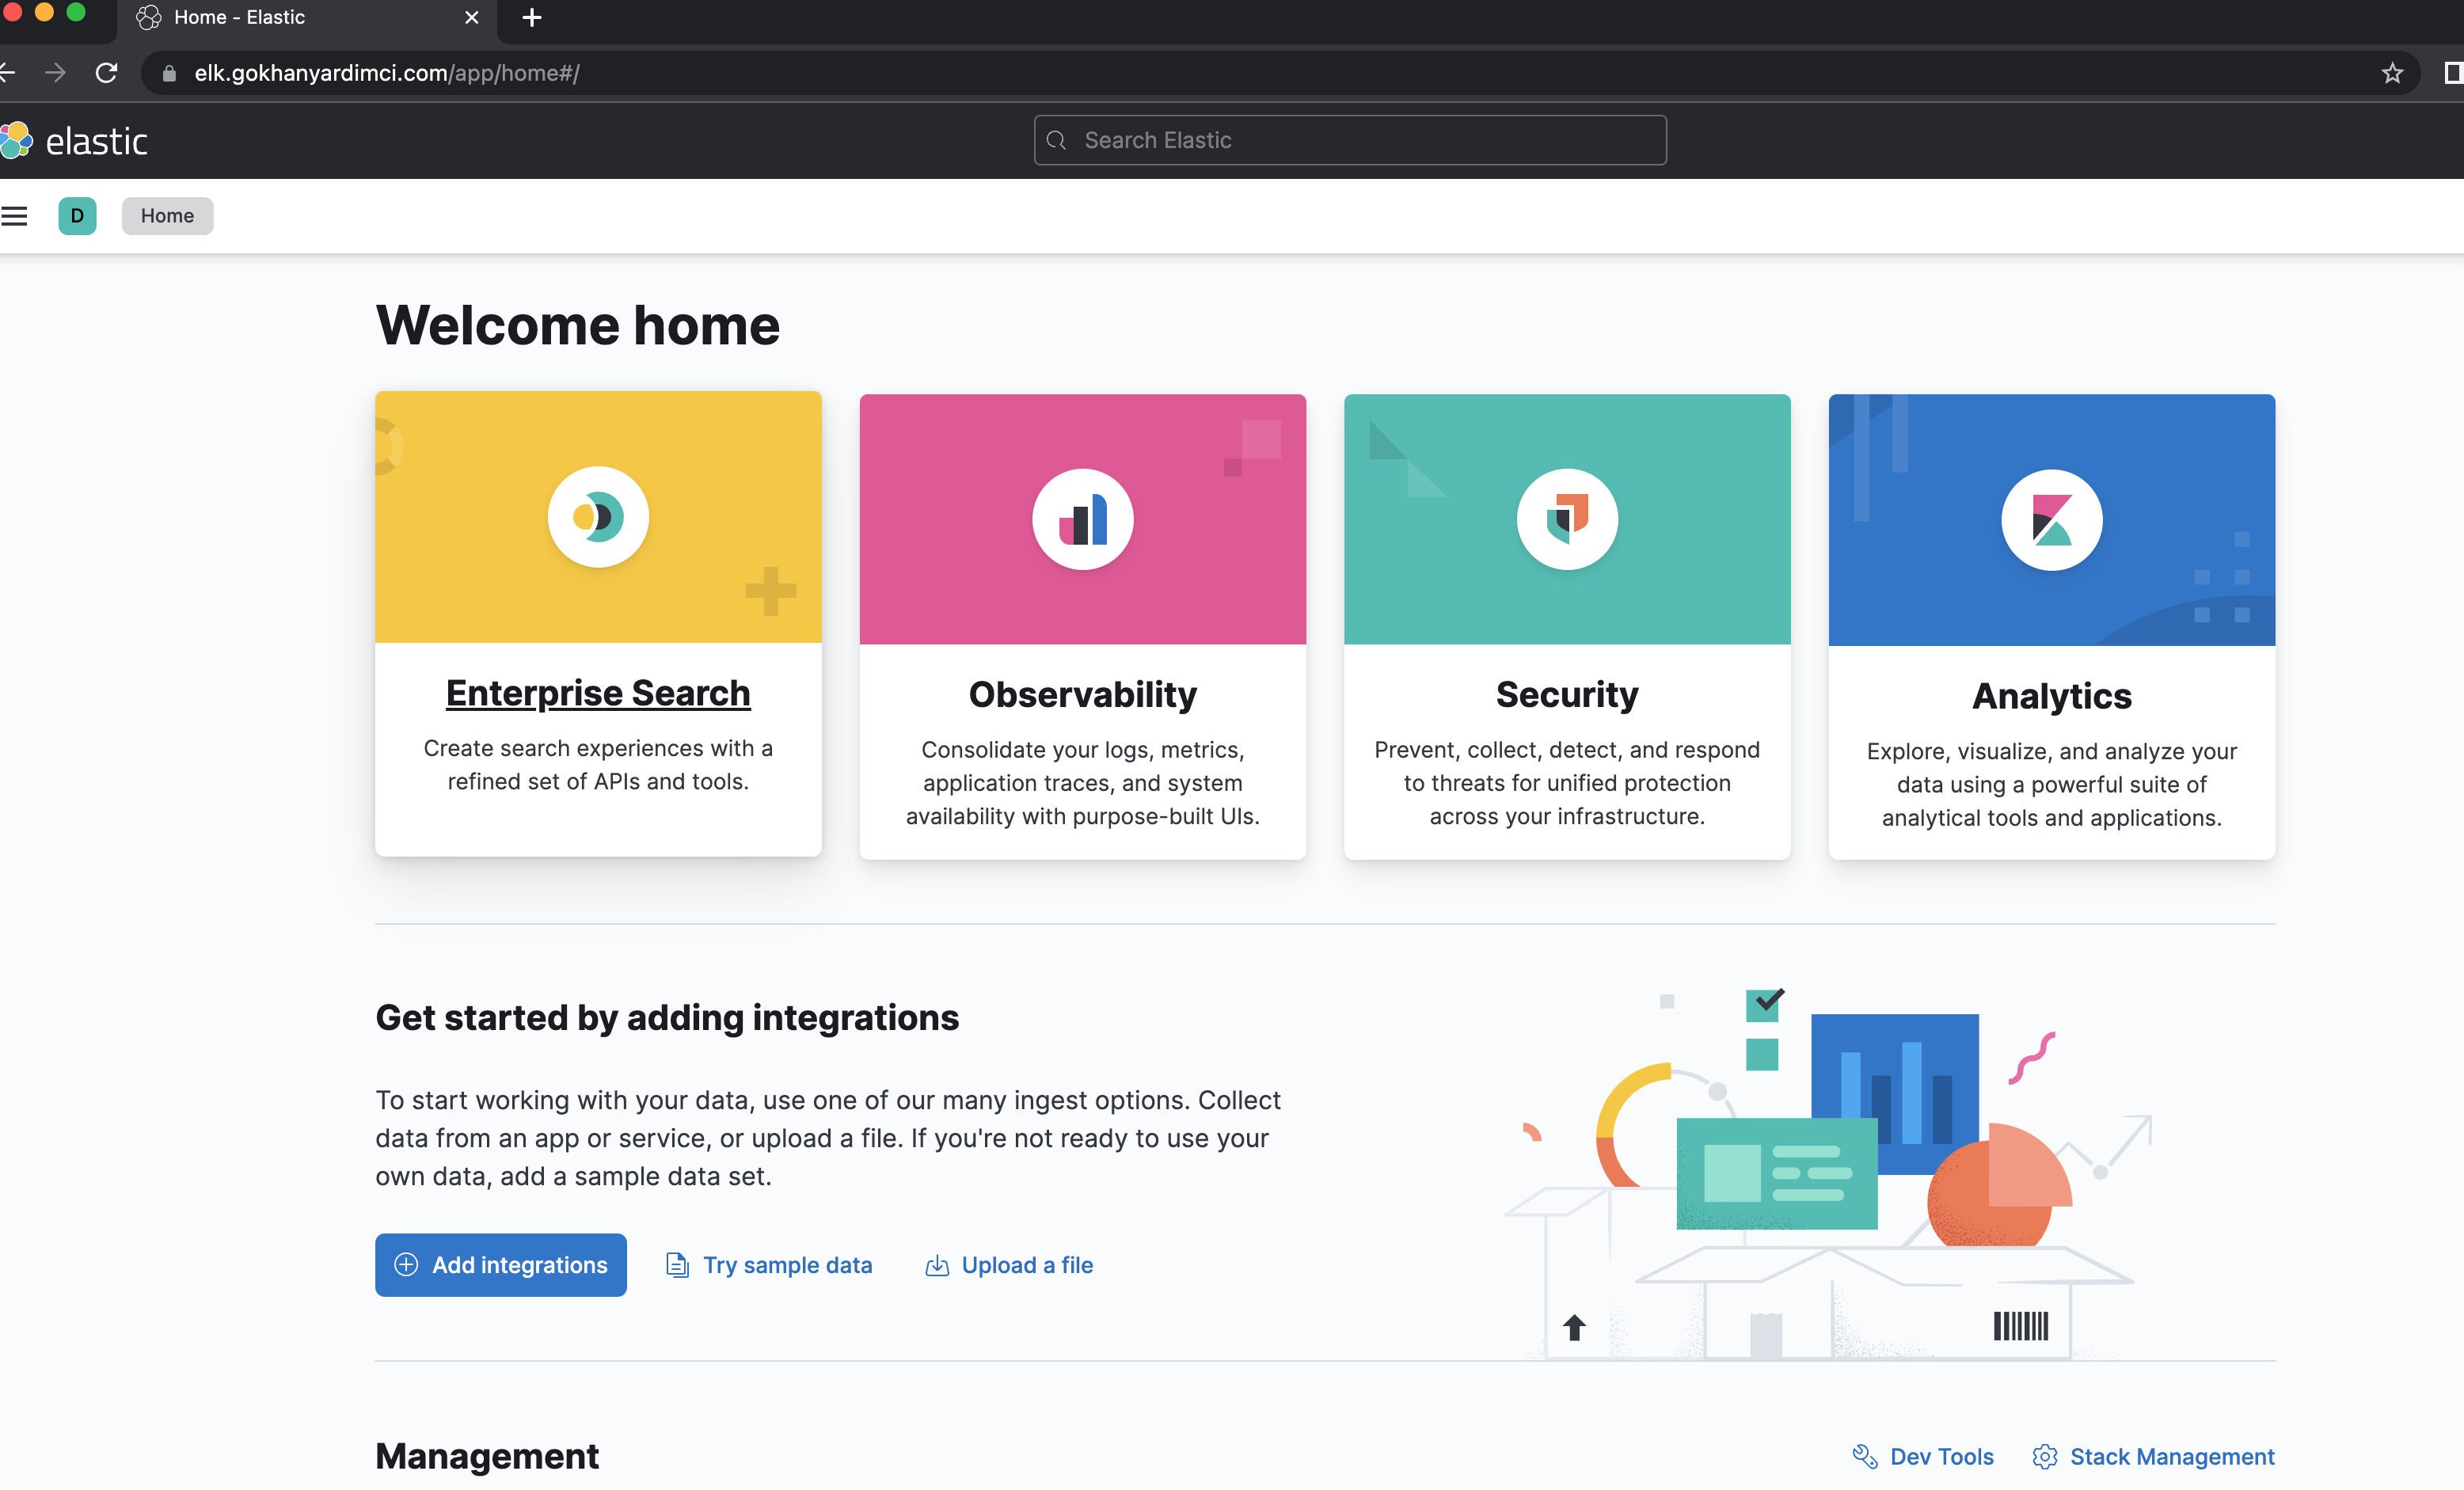 Home - Elastic
elk.gokhanyardimci.com/app/home#/
elastic
Search Elastic
D
Home
Welcome home
Enterprise Search
Create search experiences with a
refined set of APIs and tools.
Observability
Consolidate your logs, metrics,
application traces, and system
availability with purpose-built UIs.
Security
Prevent, collect, detect, and respond
to threats for unified protection
across your infrastructure.
Analytics
Explore, visualize, and analyze your
data using a powerful suite of
analytical tools and applications.
Get started by adding integrations
To start working with your data, use one of our many ingest options. Collect
data from an app or service, or upload a file. If you're not ready to use your
own data, add a sample data set.
Add integrations
Try sample data
Upload a file
Management
Dev Tools
Stack Management